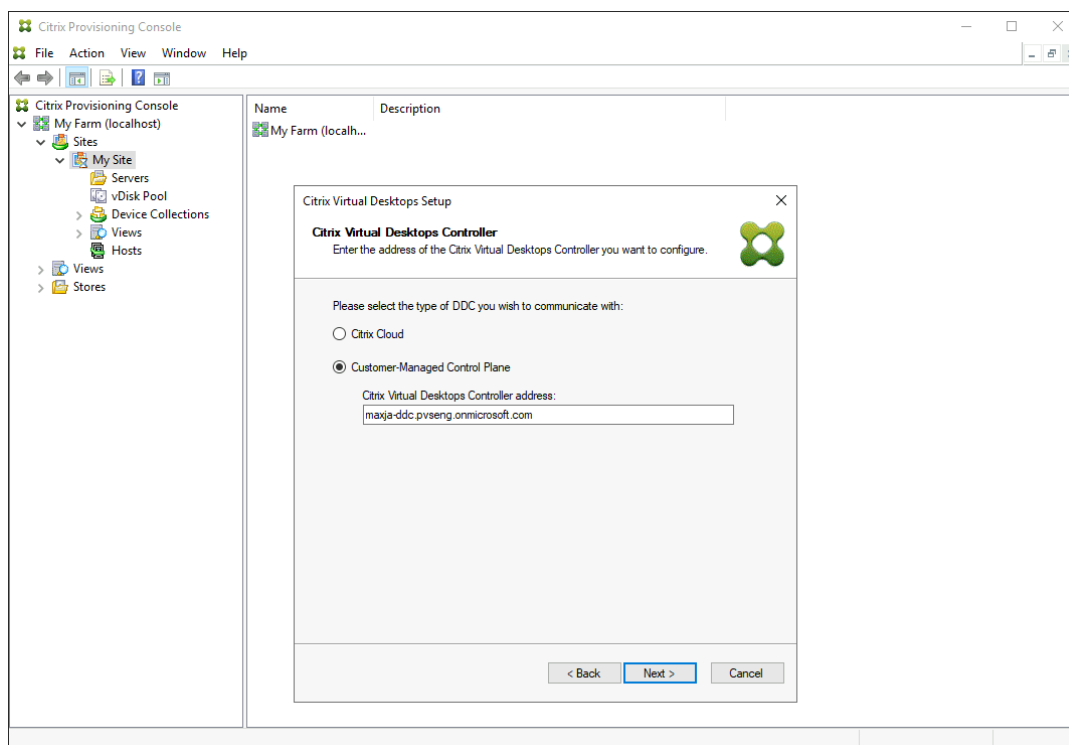 Citrix Provisioning Console
File Action View Window Help
Citrix Provisioning Console
My Farm (localhost)
Sites
My Site
Servers
vDisk Pool
Device Collections
Views
Hosts
Views
Stores
Name Description
My Farm (localh...
Citrix Virtual Desktops Setup
Citrix Virtual Desktops Controller
Enter the address of the Citrix Virtual Desktops Controller you want to configure.
Please select the type of DDC you wish to communicate with:
Citrix Cloud
Customer-Managed Control Plane
Citrix Virtual Desktops Controller address:
maxja-ddc.pvseng.onmicrosoft.com
< Back Next > Cancel